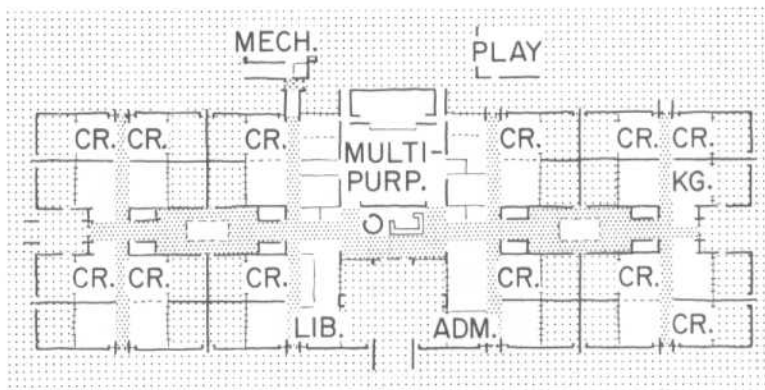 MECH.
PLAY
CR. CR. CR. MULTI- CR. CR. CR.
PURP. KG.
CR. CR. CR. CR. CR.
LIB. ADM. CR.